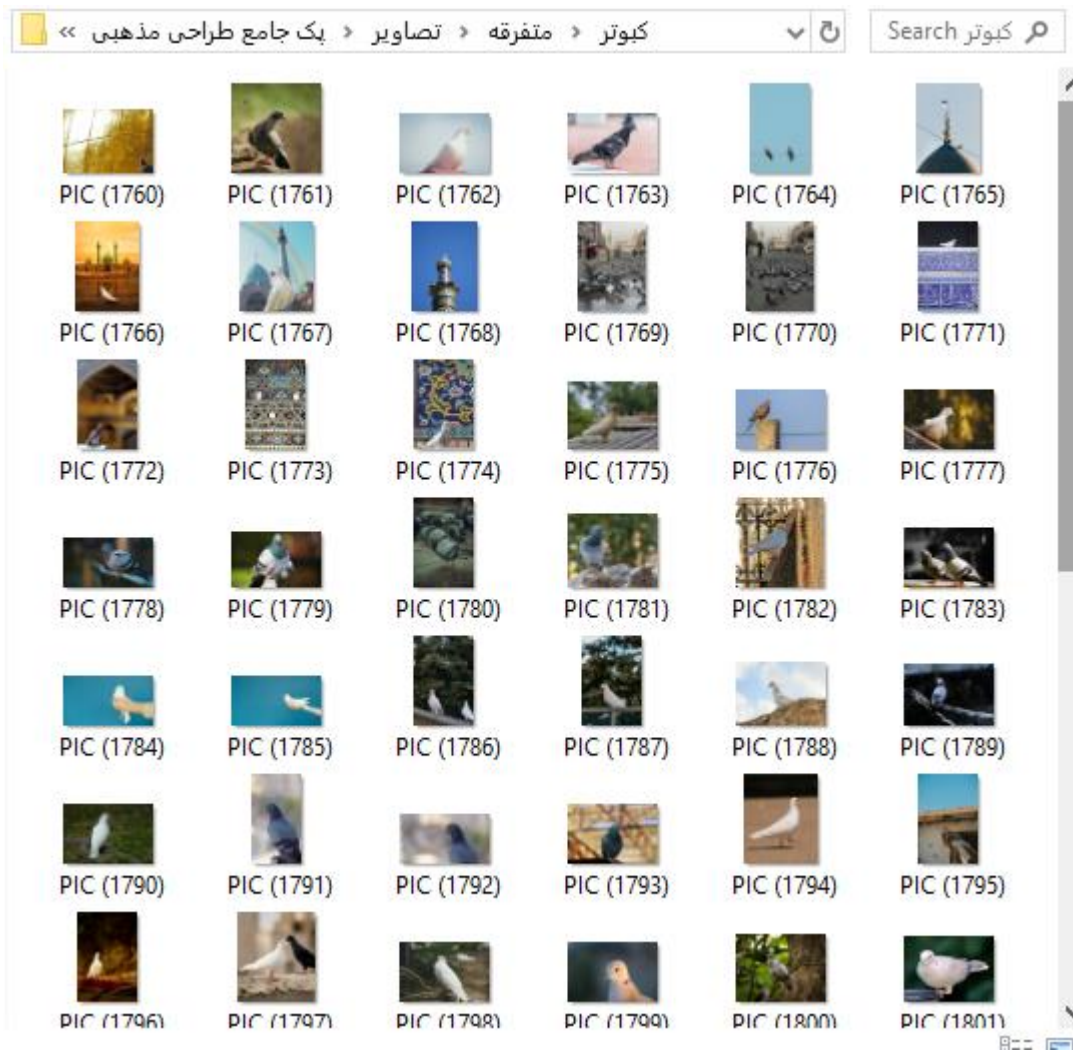 « پک جامع طراحی مذهبی › تصاویر › متفرقه › کبوتر
Search کبوتر
PIC (1760) PIC (1761) PIC (1762) PIC (1763) PIC (1764) PIC (1765)
PIC (1766) PIC (1767) PIC (1768) PIC (1769) PIC (1770) PIC (1771)
PIC (1772) PIC (1773) PIC (1774) PIC (1775) PIC (1776) PIC (1777)
PIC (1778) PIC (1779) PIC (1780) PIC (1781) PIC (1782) PIC (1783)
PIC (1784) PIC (1785) PIC (1786) PIC (1787) PIC (1788) PIC (1789)
PIC (1790) PIC (1791) PIC (1792) PIC (1793) PIC (1794) PIC (1795)
PIC (1796) PIC (1797) PIC (1798) PIC (1799) PIC (1800) PIC (1801)